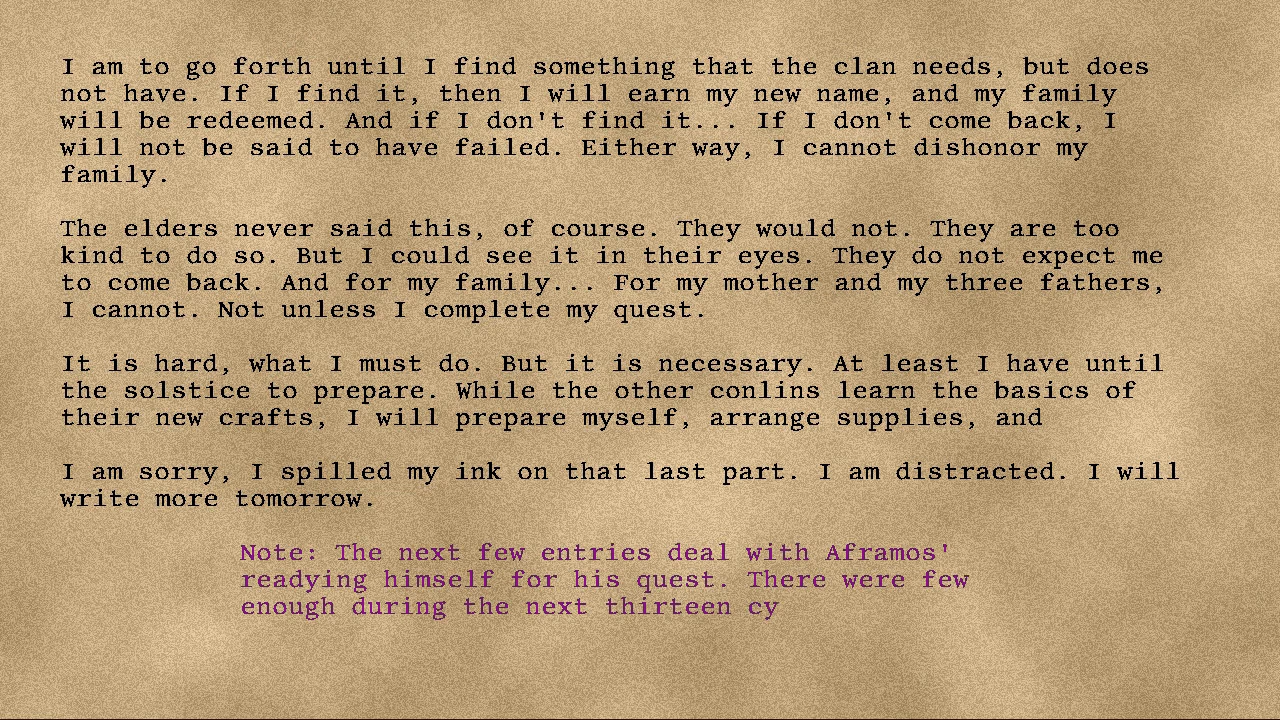 I am to go forth until I find something that the clan needs, but does
not have. If I find it, then I will earn my new name, and my family
will be redeemed. And if I don't find it... If I don't come back, I
will not be said to have failed. Either way, I cannot dishonor my
family.
The elders never said this, of course. They would not. They are too
kind to do so. But I could see it in their eyes. They do not expect me
to come back. And for my family... For my mother and my three fathers,
I cannot. Not unless I complete my quest.
It is hard, what I must do. But it is necessary. At least I have until
the solstice to prepare. While the other conlins learn the basics of
their new crafts, I will prepare myself, arrange supplies, and
I am sorry, I spilled my ink on that last part. I am distracted. I will
write more tomorrow.
Note: The next few entries deal with Aframos'
readying himself for his quest. There were few
enough during the next thirteen cy